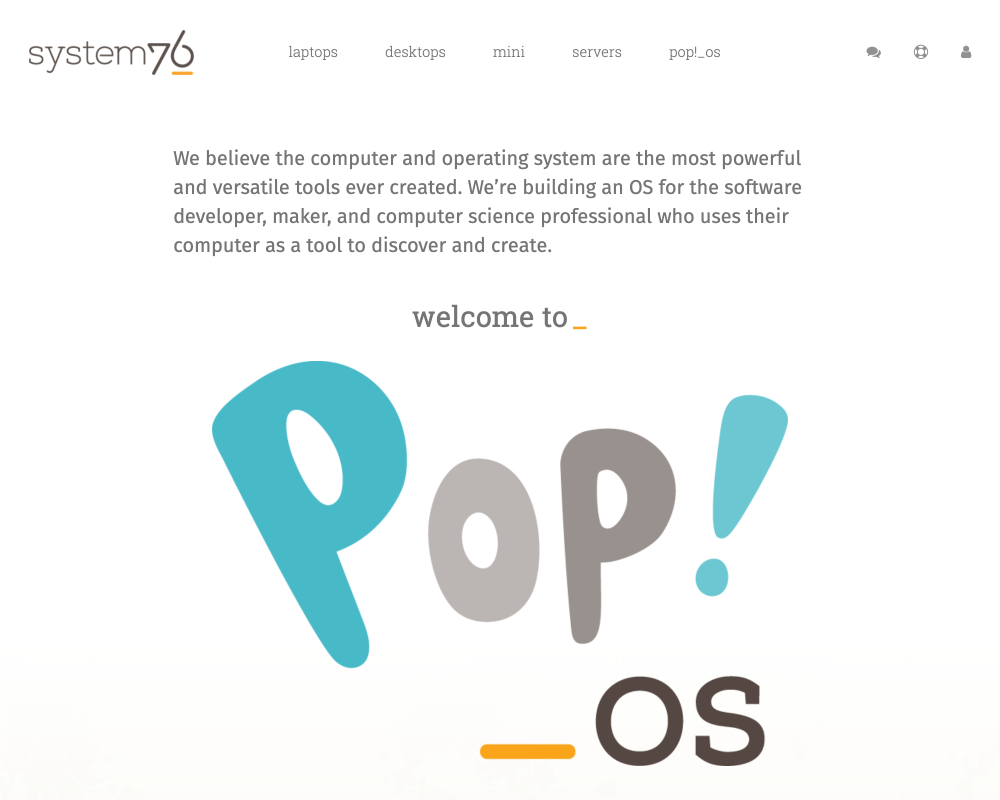 system76
laptops desktops mini servers pop!_os
We believe the computer and operating system are the most powerful
and versatile tools ever created. We’re building an OS for the software
developer, maker, and computer science professional who uses their
computer as a tool to discover and create.
welcome to _
Pop!
_OS